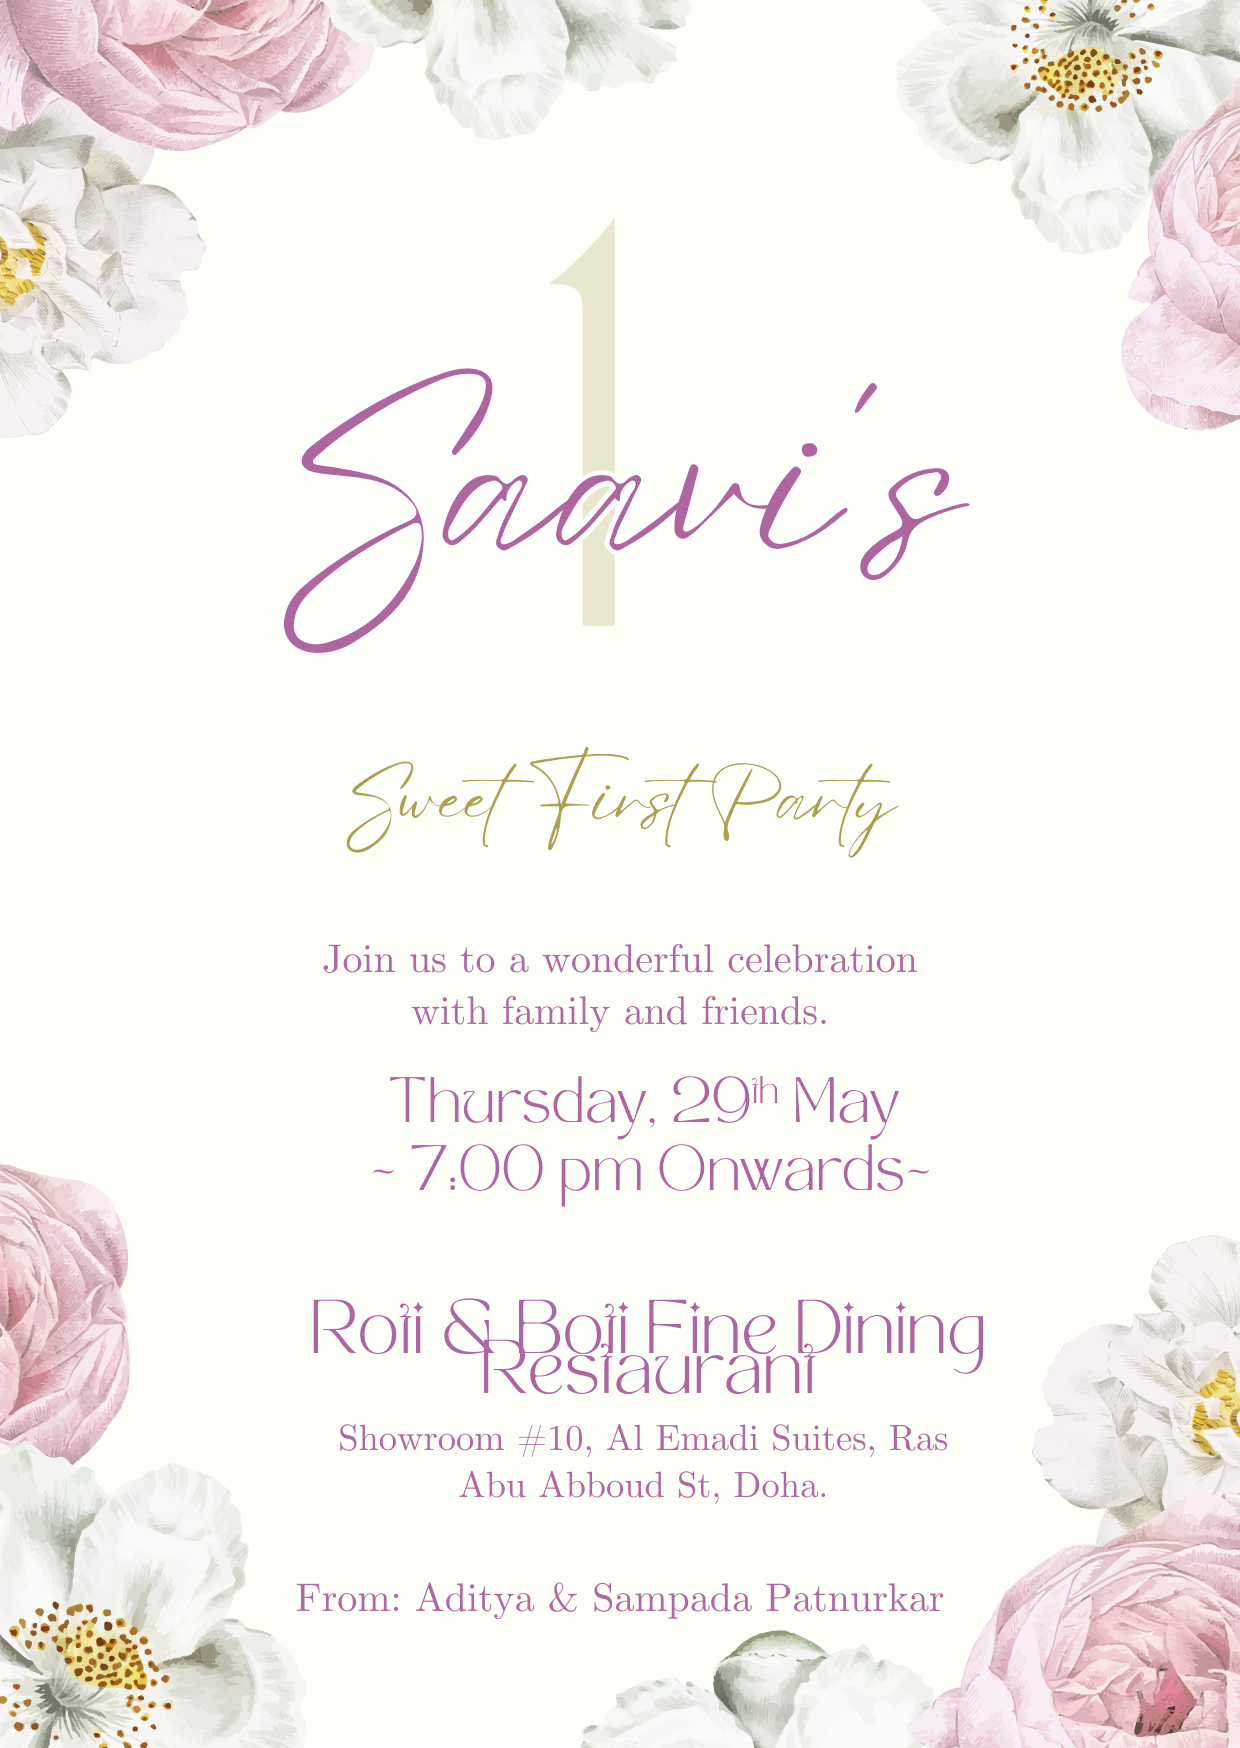 1
Saavi's
Sweet First Party
Join us to a wonderful celebration
with family and friends.
Thursday, 29th May
~ 7:00 pm Onwards~
Roti & Boti Fine Dining
Restaurant
Showroom #10, Al Emadi Suites, Ras
Abu Abboud St, Doha.
From: Aditya & Sampada Patnurkar